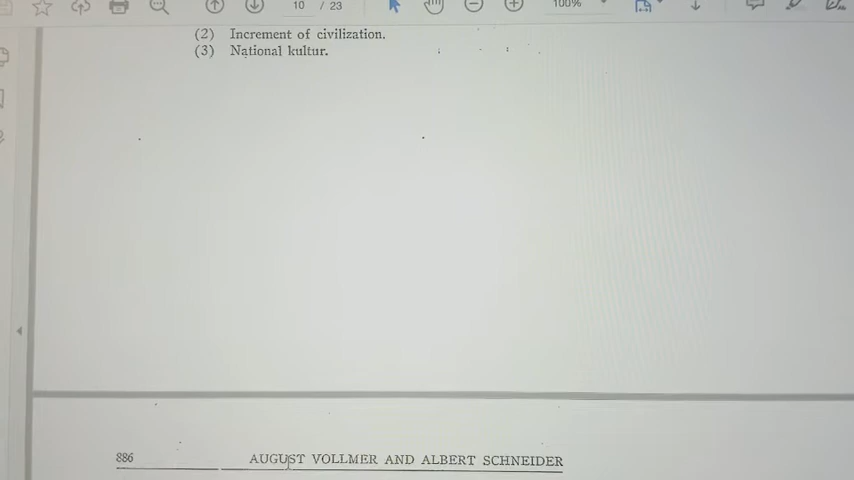 10 / 23
100%
(2) Increment of civilization.
(3) National kultur.
886 AUGUST VOLLMER AND ALBERT SCHNEIDER